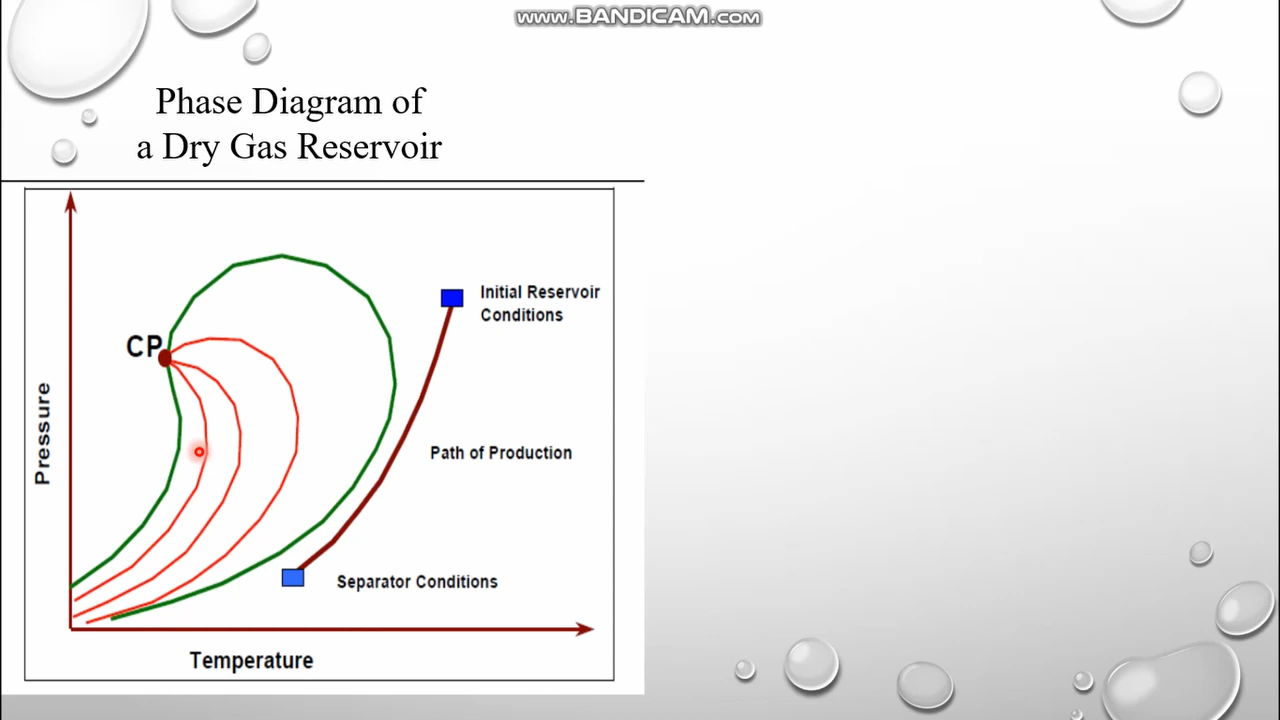 www.BANDICAM.com
Phase Diagram of
a Dry Gas Reservoir
Initial Reservoir
Conditions
CP
Pressure
Path of Production
Separator Conditions
Temperature